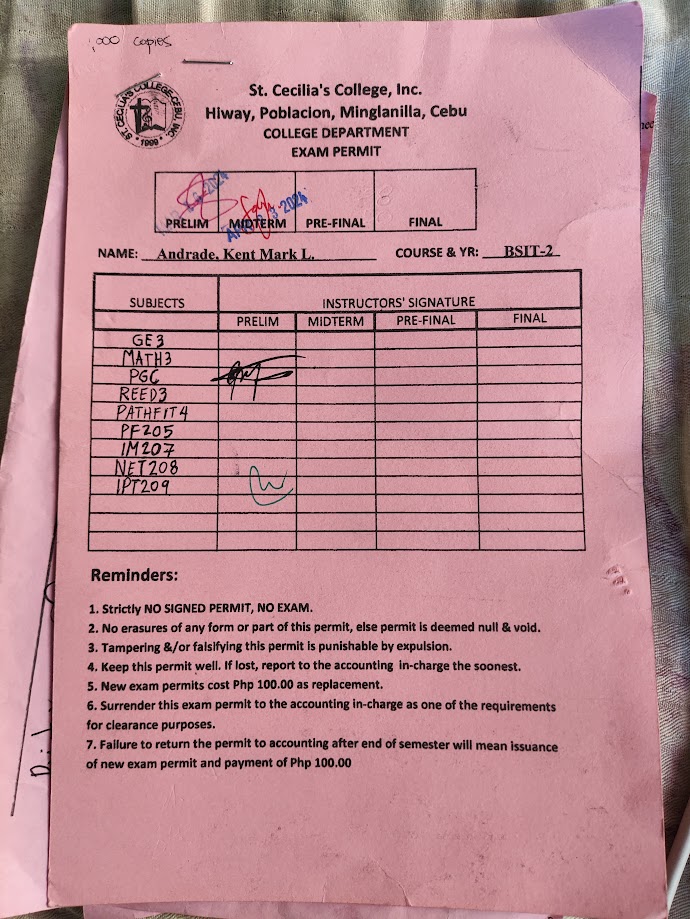 ,000 copies
St. Cecilia's College, Inc.
Hiway, Poblacion, Minglanilla, Cebu
COLLEGE DEPARTMENT
EXAM PERMIT
ST. CECILIA'S COLLEGE-CEBU, INC.
1999
2024
2024
PRELIM MIDTERM PRE-FINAL FINAL
NAME: Andrade, Kent Mark L. COURSE & YR: BSIT-2
SUBJECTS INSTRUCTORS' SIGNATURE
PRELIM MIDTERM PRE-FINAL FINAL
GE3
MATH3
PGC
REED3
PATHFIT4
PF205
IM207
NET208
IPT209
Reminders:
1. Strictly NO SIGNED PERMIT, NO EXAM.
2. No erasures of any form or part of this permit, else permit is deemed null & void.
3. Tampering &/or falsifying this permit is punishable by expulsion.
4. Keep this permit well. If lost, report to the accounting in-charge the soonest.
5. New exam permits cost Php 100.00 as replacement.
6. Surrender this exam permit to the accounting in-charge as one of the requirements
for clearance purposes.
7. Failure to return the permit to accounting after end of semester will mean issuance
of new exam permit and payment of Php 100.00